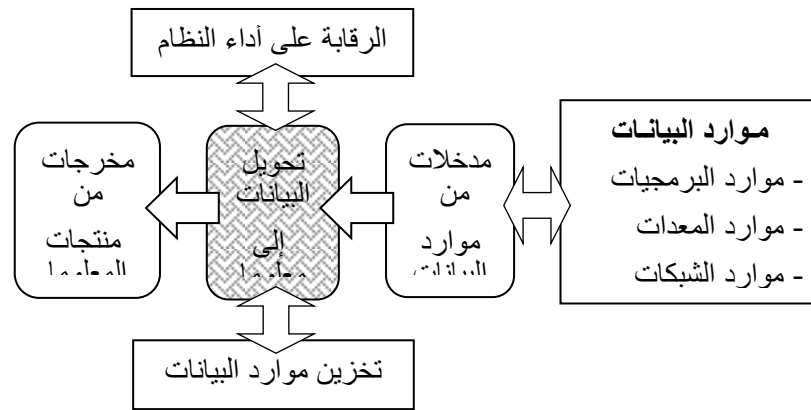 الرقابة على أداء النظام
موارد البيانات
- موارد البرمجيات
- موارد المعدات
- موارد الشبكات
مدخلات
من
موارد
البيانات
تحويل
البيانات
إلى
مخرجات
من
منتجات
تخزين موارد البيانات